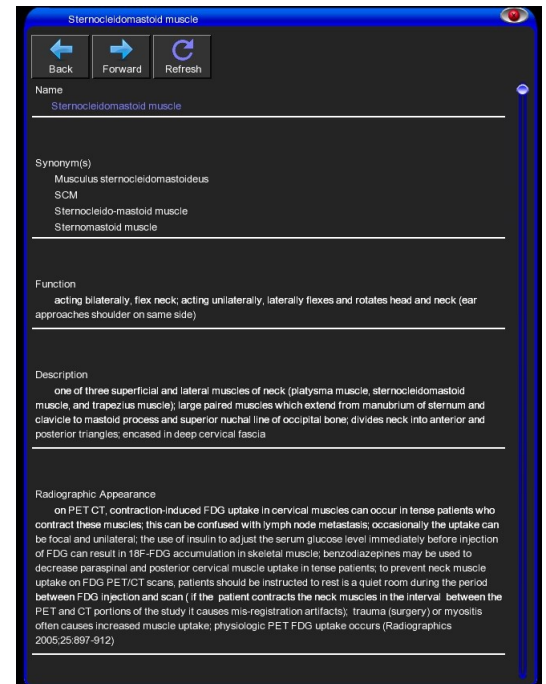 Sternocleidomastoid muscle
Back
Forward
Refresh
Name
Sternocleidomastoid muscle
Synonym(s)
Musculus sternocleidomastoideus
SCM
Sternocleido-mastoid muscle
Sternomastoid muscle
Function
acting bilaterally, flex neck; acting unilaterally, laterally flexes and rotates head and neck (ear
approaches shoulder on same side)
Description
one of three superficial and lateral muscles of neck (platysma muscle, sternocleidomastoid
muscle, and trapezius muscle); large paired muscles which extend from manubrium of sternum and
clavicle to mastoid process and superior nuchal line of occipital bone; divides neck into anterior and
posterior triangles; encased in deep cervical fascia
Radiographic Appearance
on PET CT, contraction-induced FDG uptake in cervical muscles can occur in tense patients who
contract these muscles; this can be confused with lymph node metastasis; occasionally the uptake can
be focal and unilateral; the use of insulin to adjust the serum glucose level immediately before injection
of FDG can result in 18F-FDG accumulation in skeletal muscle; benzodiazepines may be used to
decrease paraspinal and posterior cervical muscle uptake in tense patients; to prevent neck muscle
uptake on FDG PET/CT scans, patients should be instructed to rest is a quiet room during the period
between FDG injection and scan ( if the patient contracts the neck muscles in the interval between the
PET and CT portions of the study it causes mis-registration artifacts); trauma (surgery) or myositis
often causes increased muscle uptake; physiologic PET FDG uptake occurs (Radiographics
2005;25:897-912)